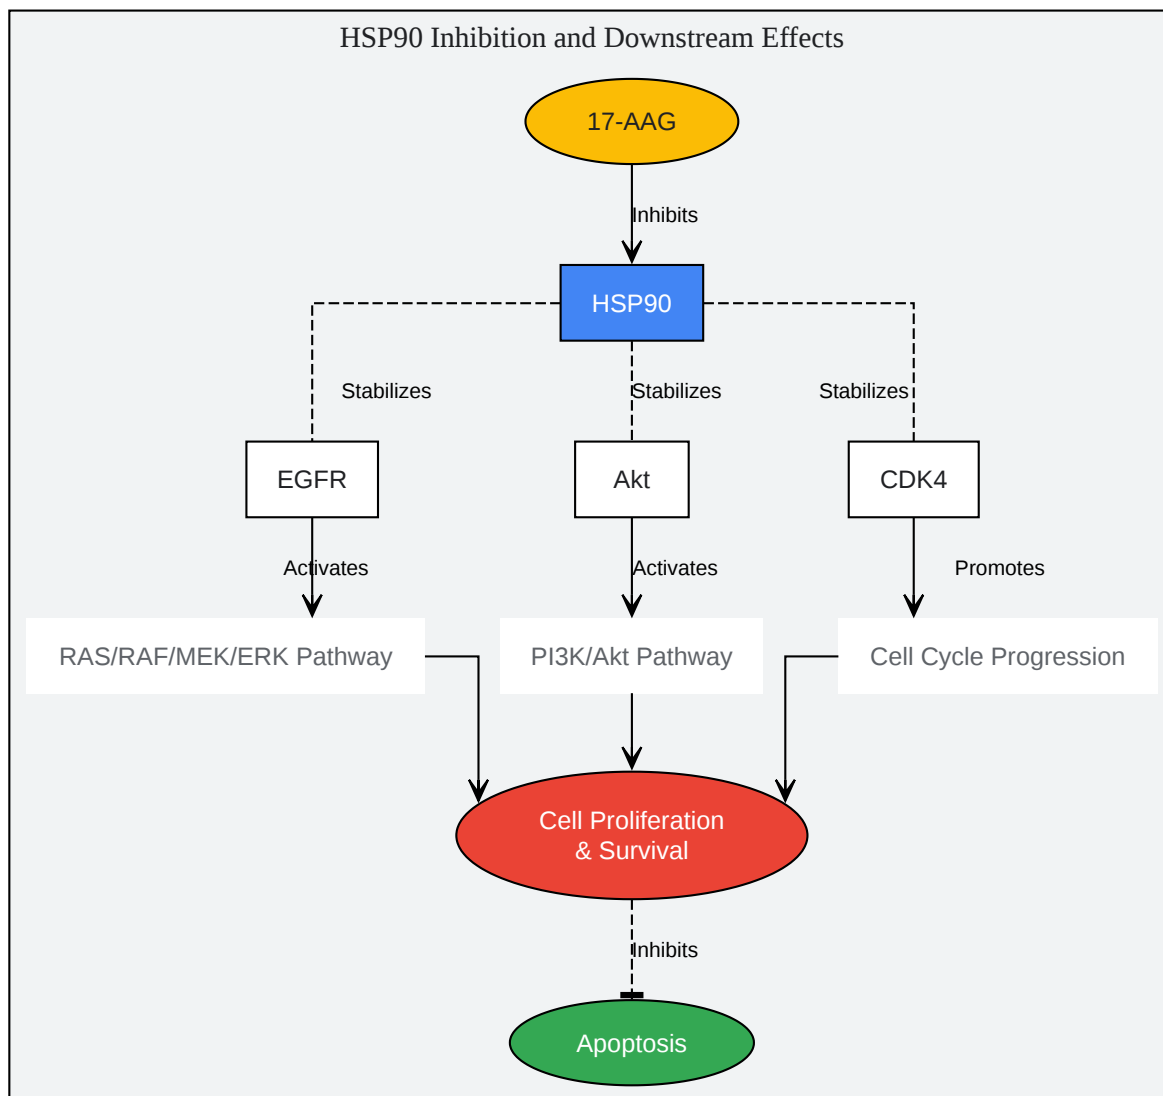 HSP90 Inhibition and Downstream Effects
17-AAG
Inhibits
HSP90
Stabilizes
Stabilizes
Stabilizes
EGFR
Akt
CDK4
Activates
Activates
Promotes
RAS/RAF/MEK/ERK Pathway
PI3K/Akt Pathway
Cell Cycle Progression
Cell Proliferation
& Survival
Inhibits
Apoptosis